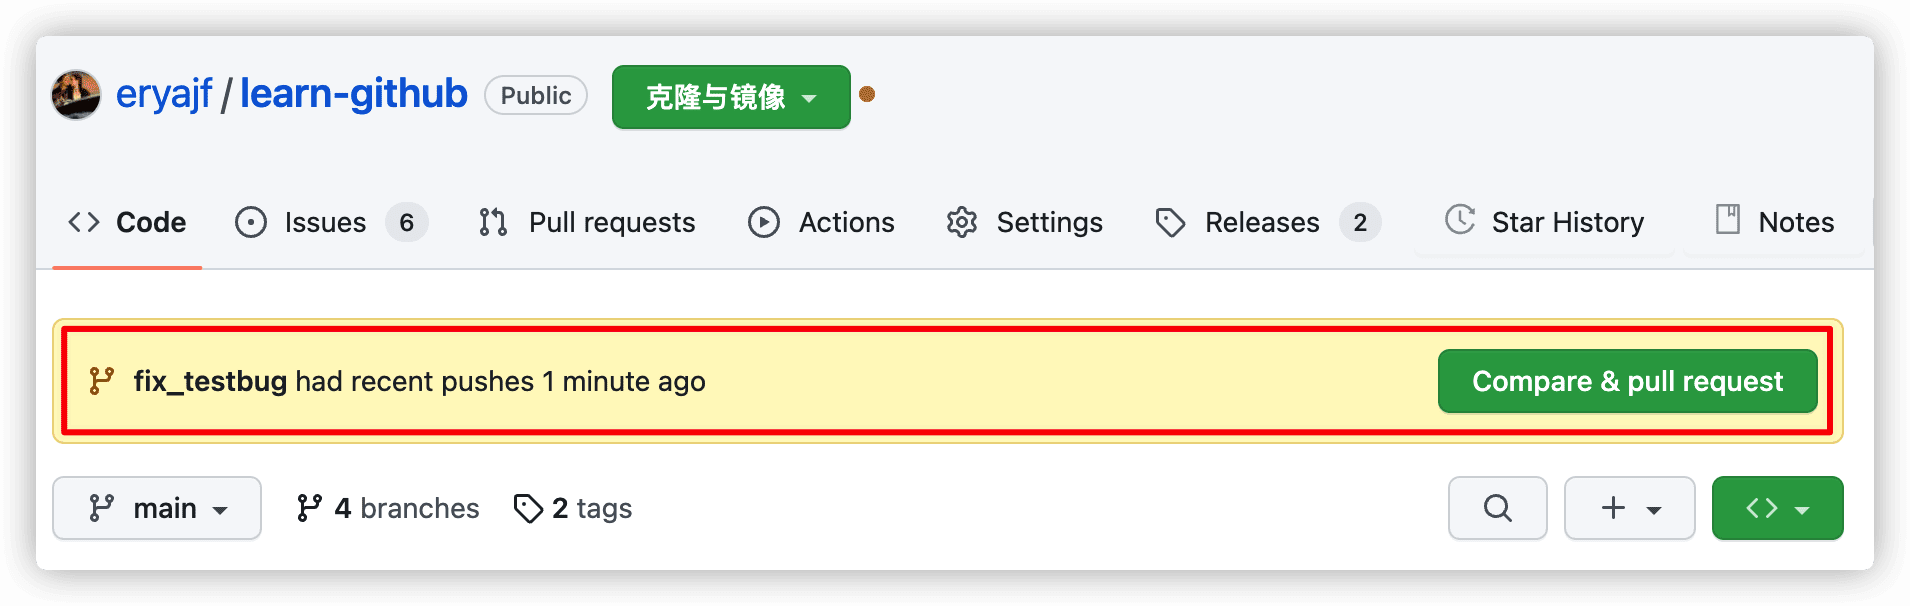 eryajf / learn-github Public 克隆与镜像
Code Issues 6 Pull requests Actions Settings Releases 2 Star History Notes
fix_testbug had recent pushes 1 minute ago Compare & pull request
main 4 branches 2 tags